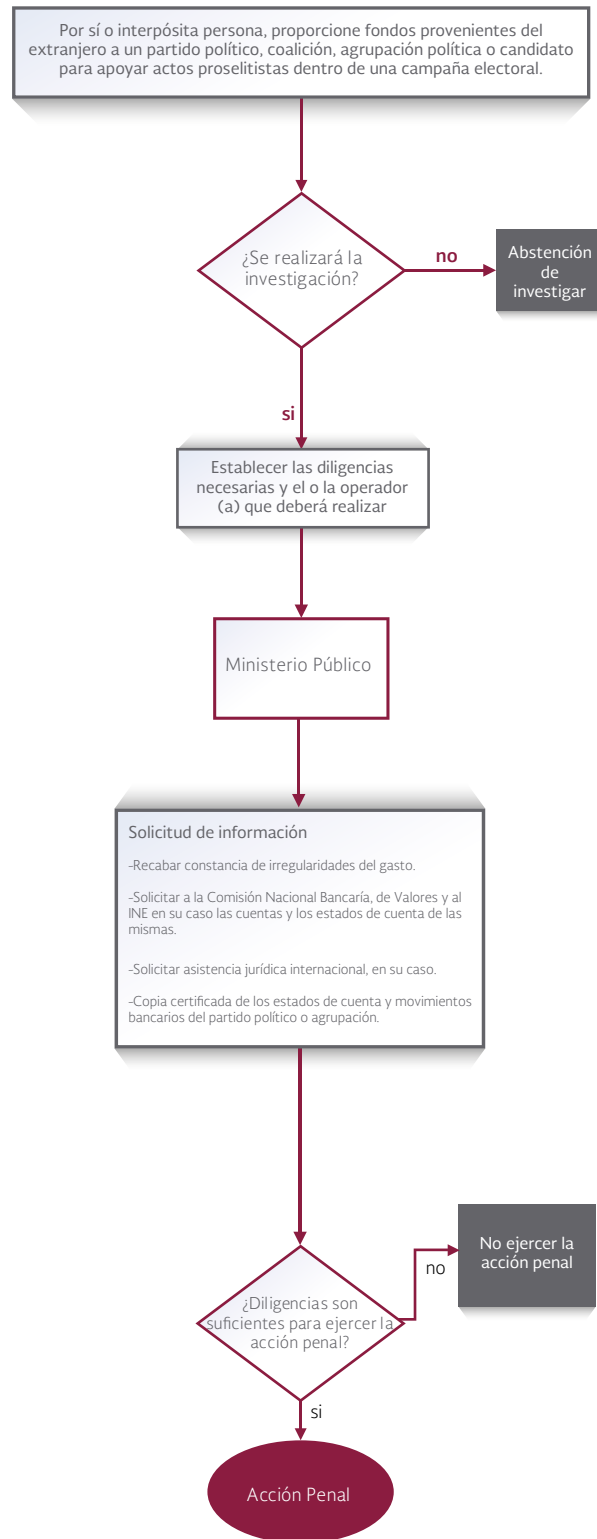 Por sí o interpósita persona, proporcione fondos provenientes del
extranjero a un partido político, coalición, agrupación política o candidato
para apoyar actos proselitistas dentro de una campaña electoral.
¿Se realizará la
investigación?
no
Abstención
de
investigar
si
Establecer las diligencias
necesarias y el o la operador
(a) que deberá realizar
Ministerio Público
Solicitud de información
-Recabar constancia de irregularidades del gasto.
-Solicitar a la Comisión Nacional Bancaría, de Valores y al
INE en su caso las cuentas y los estados de cuenta de las
mismas.
-Solicitar asistencia jurídica internacional, en su caso.
-Copia certificada de los estados de cuenta y movimientos
bancarios del partido político o agrupación.
No ejercer la
acción penal
no
¿Diligencias son
suficientes para ejercer la
acción penal?
si
Acción Penal